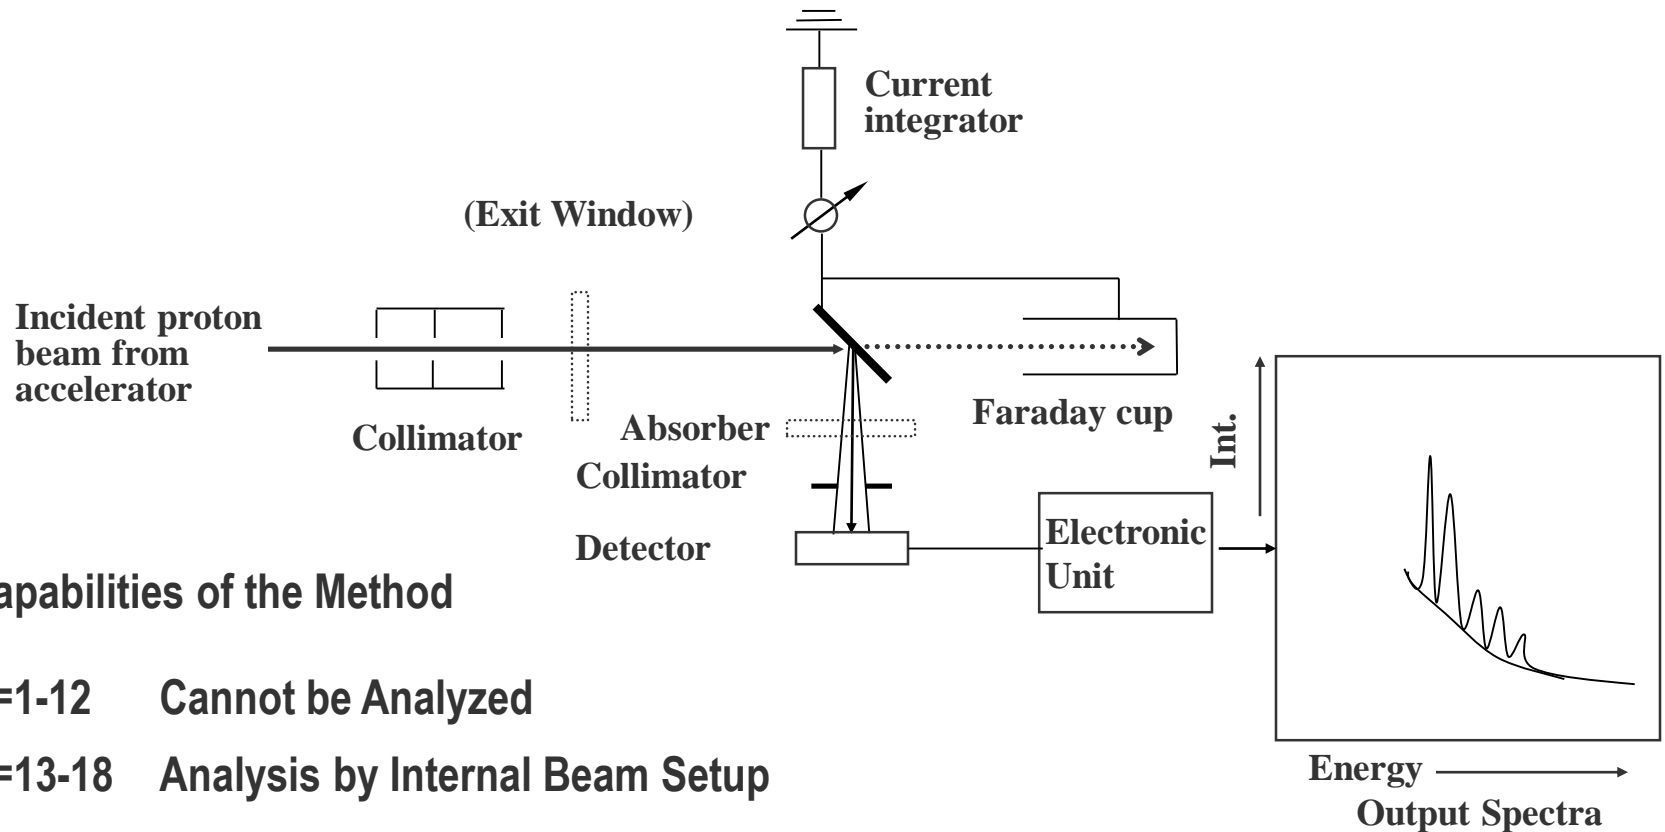 Current
integrator
(Exit Window)
Incident proton
beam from
accelerator
Collimator
Absorber
Faraday cup
Collimator
Int.
Detector
Electronic
Unit
apabilities of the Method
=1-12 Cannot be Analyzed
=13-18 Analysis by Internal Beam Setup
Energy
Output Spectra